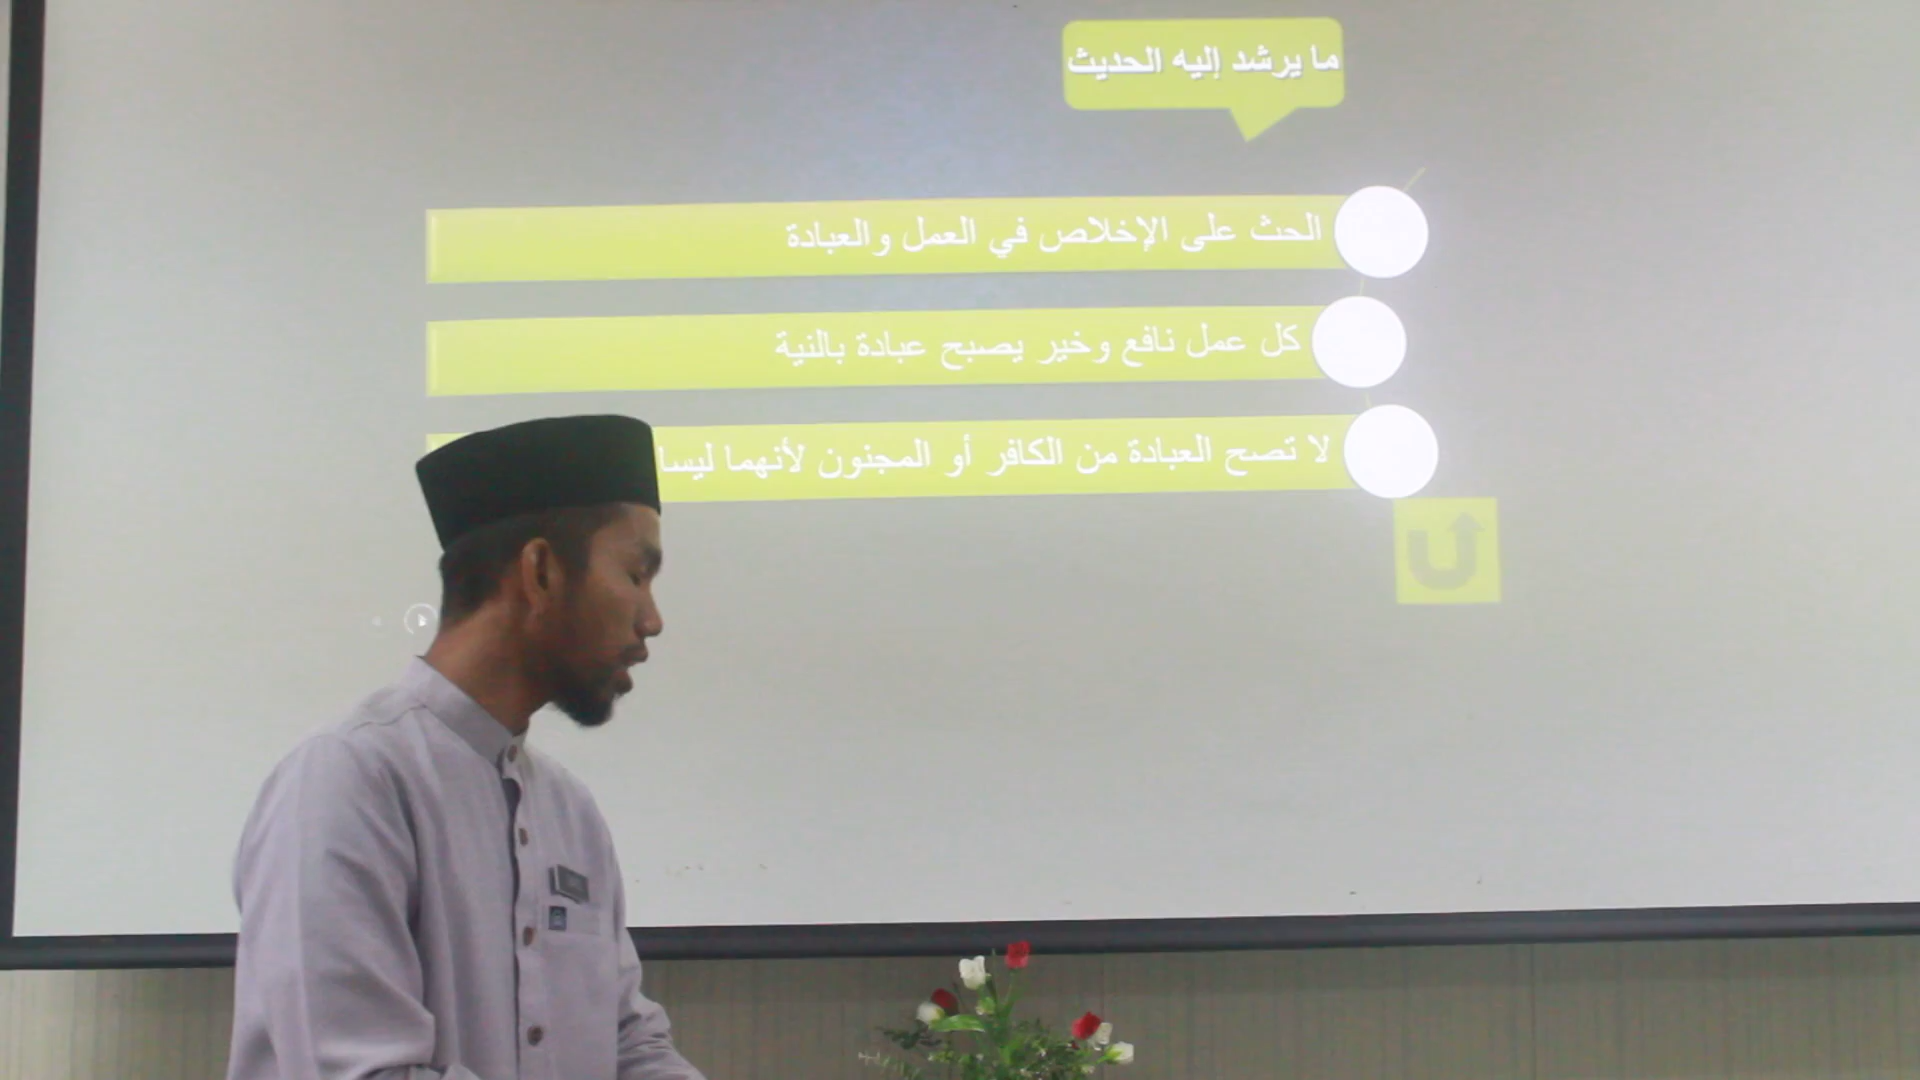 ما يرشد إليه الحديث
الحث على الإخلاص في العمل والعبادة
كل عمل نافع وخير يصبح عبادة بالنية
لا تصح العبادة من الكافر أو المجنون لأنهما ليسا